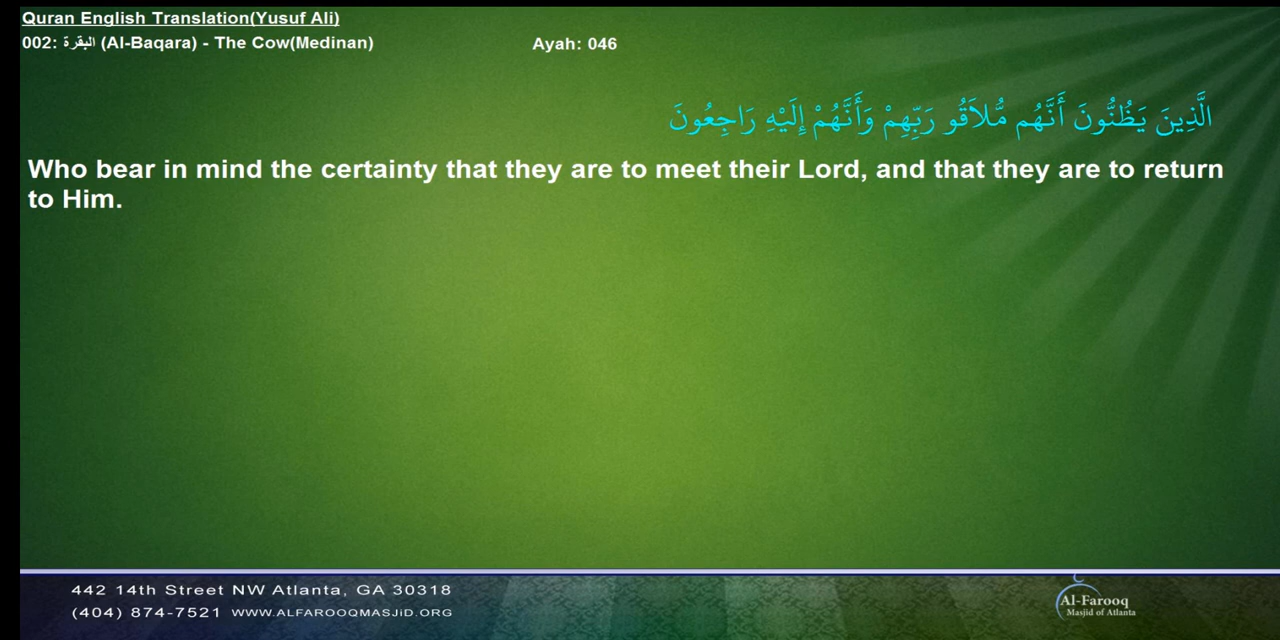 Quran English Translation(Yusuf Ali)
002: البقرة (Al-Baqara) - The Cow(Medinan)
Ayah: 046
الَّذِينَ يَظُنُّونَ أَنَّهُم مُّلاَقُو رَبِّهِمْ وَأَنَّهُمْ إِلَيْهِ رَاجِعُونَ
Who bear in mind the certainty that they are to meet their Lord, and that they are to return
to Him.
442 14th Street NW Atlanta, GA 30318
(404) 874-7521 WWW.ALFAROOQMASJiD.ORG
Al-Farooq
Masjid of Atlanta